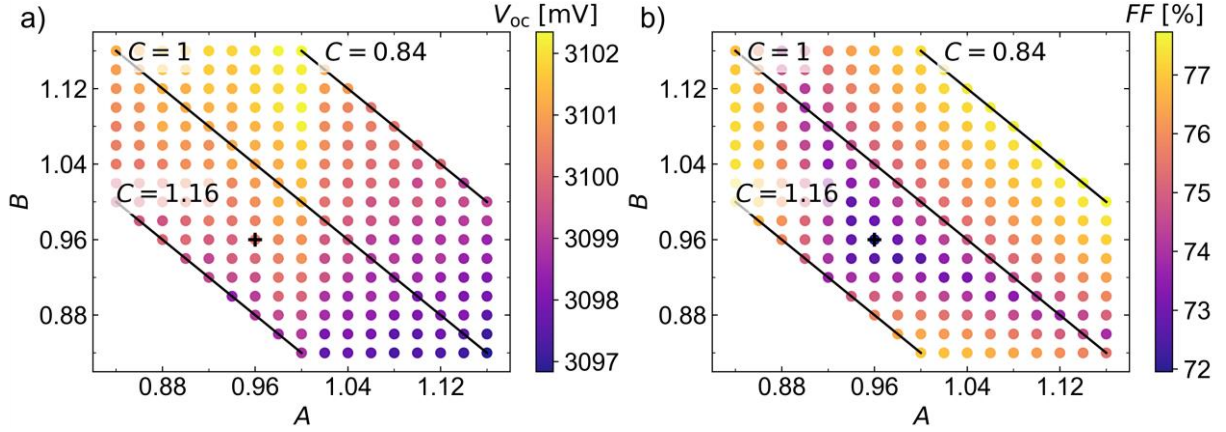 a)
V_oc [mV]
C = 1
C = 0.84
C = 1.16
1.12
1.04
0.96
0.88
B
0.88
0.96
1.04
1.12
A
3102
3101
3100
3099
3098
3097
b)
FF [%]
C = 1
C = 0.84
C = 1.16
1.12
1.04
0.96
0.88
B
0.88
0.96
1.04
1.12
A
77
76
75
74
73
72